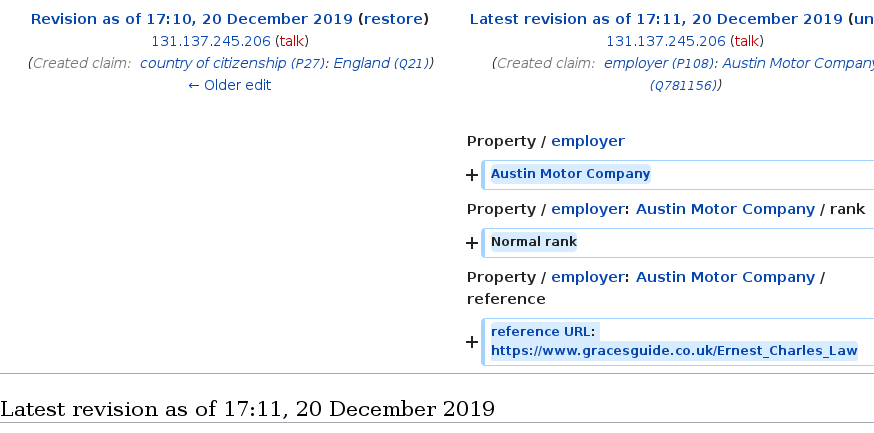 Revision as of 17:10, 20 December 2019 (restore)
131.137.245.206 (talk)
(Created claim: country of citizenship (P27): England (Q21))
← Older edit
Latest revision as of 17:11, 20 December 2019 (un
131.137.245.206 (talk)
(Created claim: employer (P108): Austin Motor Company
(Q781156))
Property / employer
+ Austin Motor Company
Property / employer: Austin Motor Company / rank
+ Normal rank
Property / employer: Austin Motor Company /
reference
+ reference URL:
https://www.gracesguide.co.uk/Ernest_Charles_Law
Latest revision as of 17:11, 20 December 2019